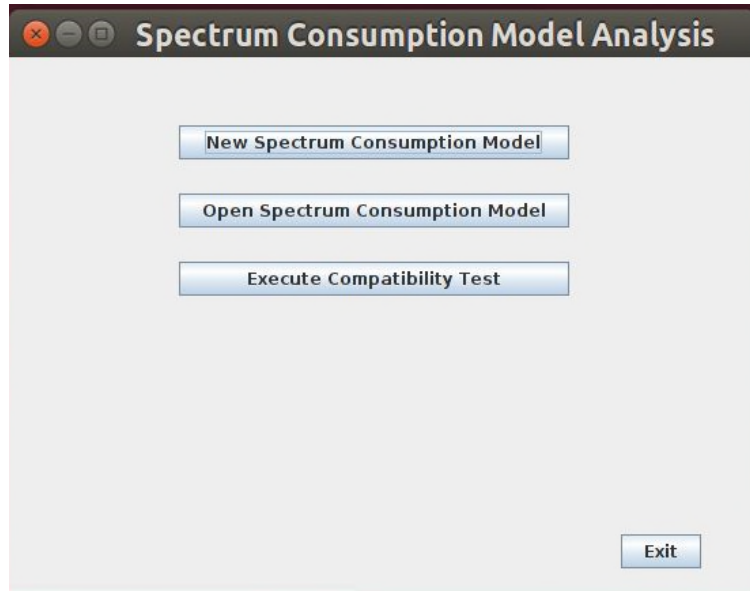 Spectrum Consumption Model Analysis
New Spectrum Consumption Model
Open Spectrum Consumption Model
Execute Compatibility Test
Exit